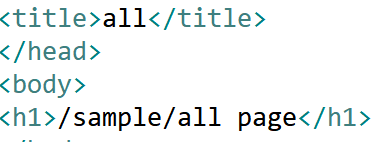 <title>all</title>
</head>
<body>
<h1>/sample/all page</h1>